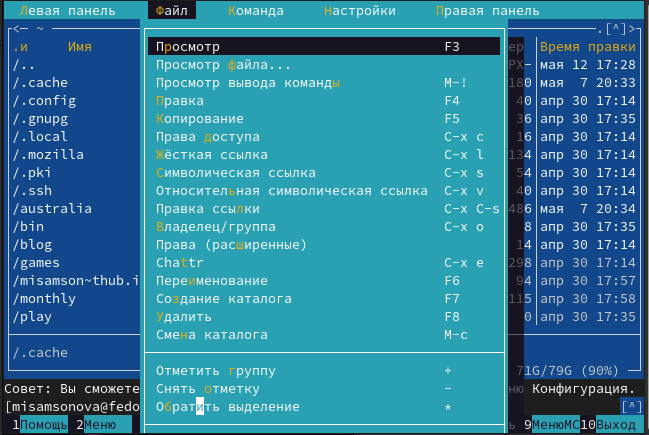 Левая панель Файл Команда Настройки Правая панель
<— ~ .[^]>
.и Имя Просмотр F3 ер Время правки
/.. Просмотр файла... РХ- мая 12 17:28
/.cache Просмотр вывода команды M-! 180 мая 7 20:33
/.config Правка F4 40 апр 30 17:14
/.gnupg Копирование F5 36 апр 30 17:35
/.local Права доступа C-x c 16 апр 30 17:14
/.mozilla Жёсткая ссылка C-x l 134 апр 30 17:14
/.pki Символическая ссылка C-x s 54 апр 30 17:14
/.ssh Относительная символическая ссылка C-x v 40 апр 30 17:14
/australia Правка ссылки C-x C-s 486 мая 7 20:34
/bin Владелец/группа C-x o 8 апр 30 17:35
/blog Права (расширенные) 14 апр 30 17:14
/games Chattr C-x e 298 апр 30 17:14
/misamson~thub.i Переименование F6 94 апр 30 17:57
/monthly Создание каталога F7 115 апр 30 17:58
/play Удалить F8 0 апр 30 17:35
Смена каталога M-c
/.cache
Отметить группу + 71G/79G (90%)
Совет: Вы сможете Снять отметку - ню Конфигурация.
[misamsonova@fedo Обратить выделение * [^]
1Помощь 2Меню ь 9МенюMC10Выход